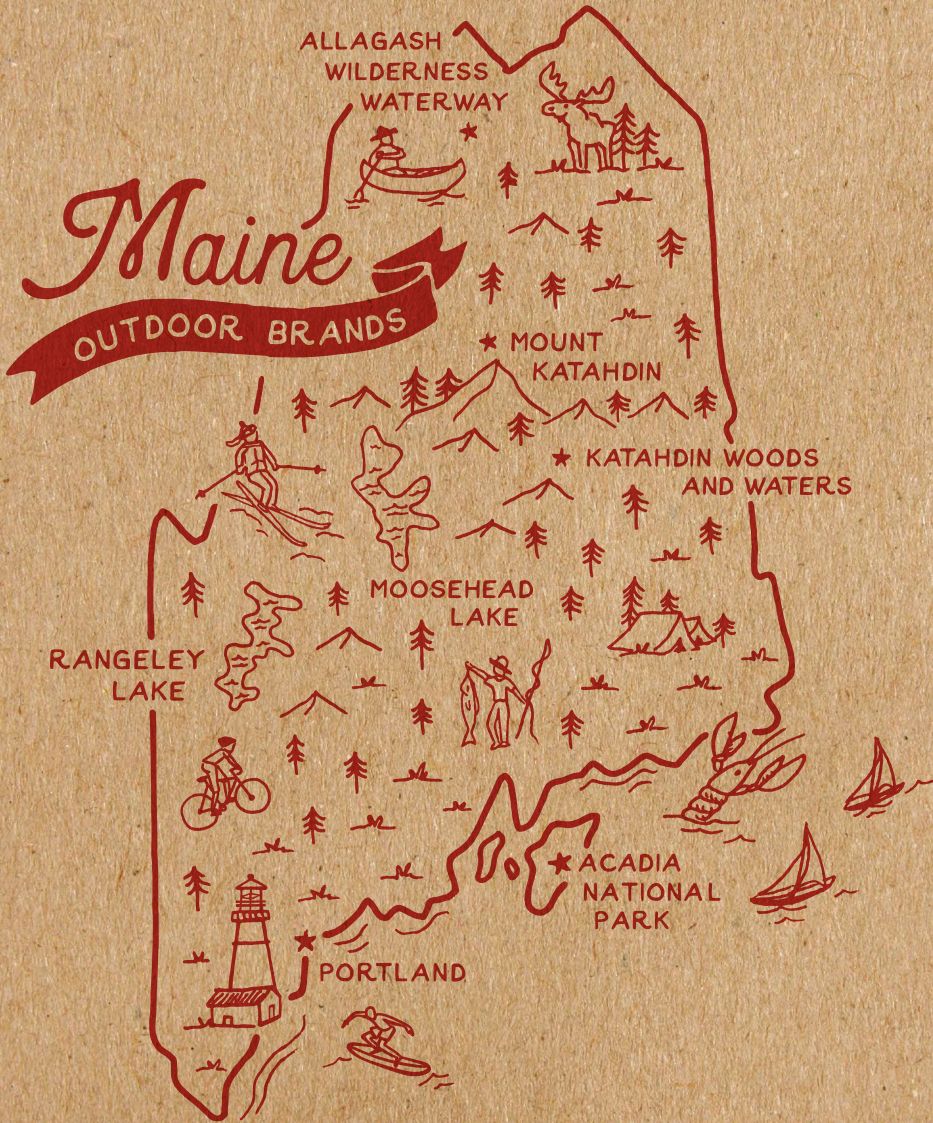 ALLAGASH
WILDERNESS
WATERWAY
Maine
OUTDOOR BRANDS
MOUNT
KATAHDIN
KATAHDIN WOODS
AND WATERS
MOOSEHEAD
LAKE
RANGELEY
LAKE
ACADIA
NATIONAL
PARK
PORTLAND